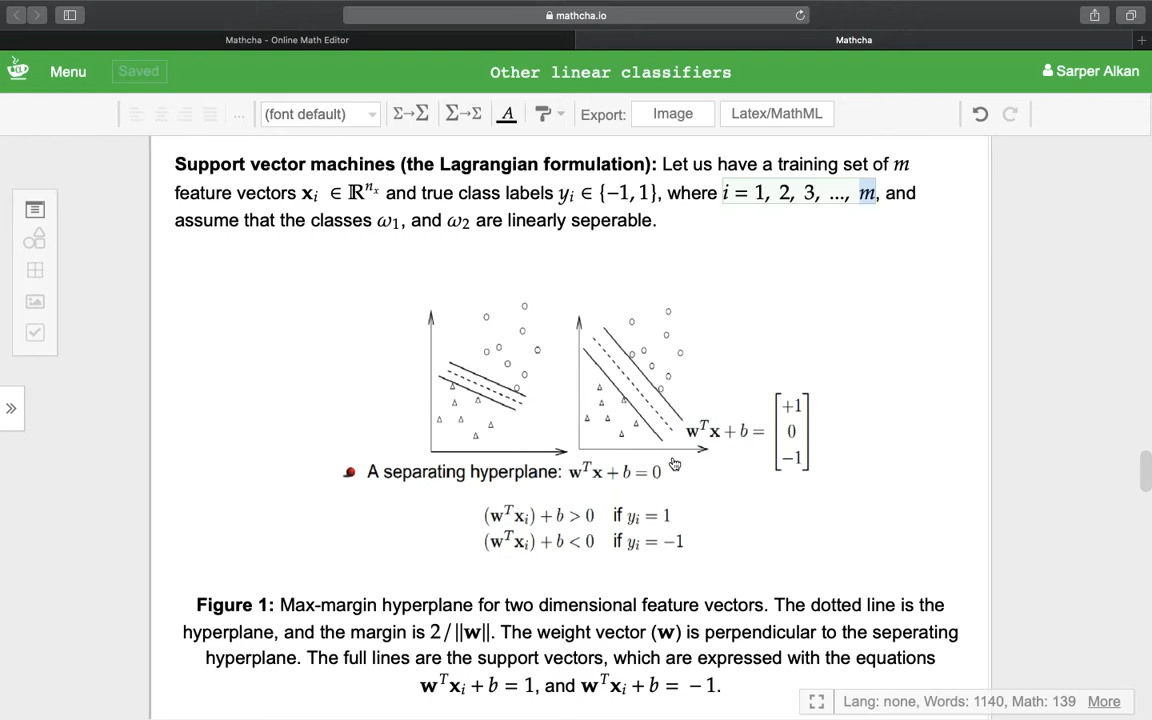 mathcha.io
Mathcha - Online Math Editor
Mathcha
Menu
Saved
Other linear classifiers
Sarper Alkan
...
(font default)
Σ→Σ
Σ→Σ
A
Export:
Image
Latex/MathML
Support vector machines (the Lagrangian formulation): Let us have a training set of m
feature vectors xᵢ ∈ ℝ^{n_x} and true class labels yᵢ ∈ {−1, 1}, where i = 1, 2, 3, ..., m, and
assume that the classes ω₁, and ω₂ are linearly seperable.
wᵀx + b = [+1 0 −1]
A separating hyperplane: wᵀx + b = 0
(wᵀxᵢ) + b > 0 if yᵢ = 1
(wᵀxᵢ) + b < 0 if yᵢ = −1
Figure 1: Max-margin hyperplane for two dimensional feature vectors. The dotted line is the
hyperplane, and the margin is 2/||w||. The weight vector (w) is perpendicular to the seperating
hyperplane. The full lines are the support vectors, which are expressed with the equations
wᵀxᵢ + b = 1, and wᵀxᵢ + b = − 1.
Lang: none, Words: 1140, Math: 139 More